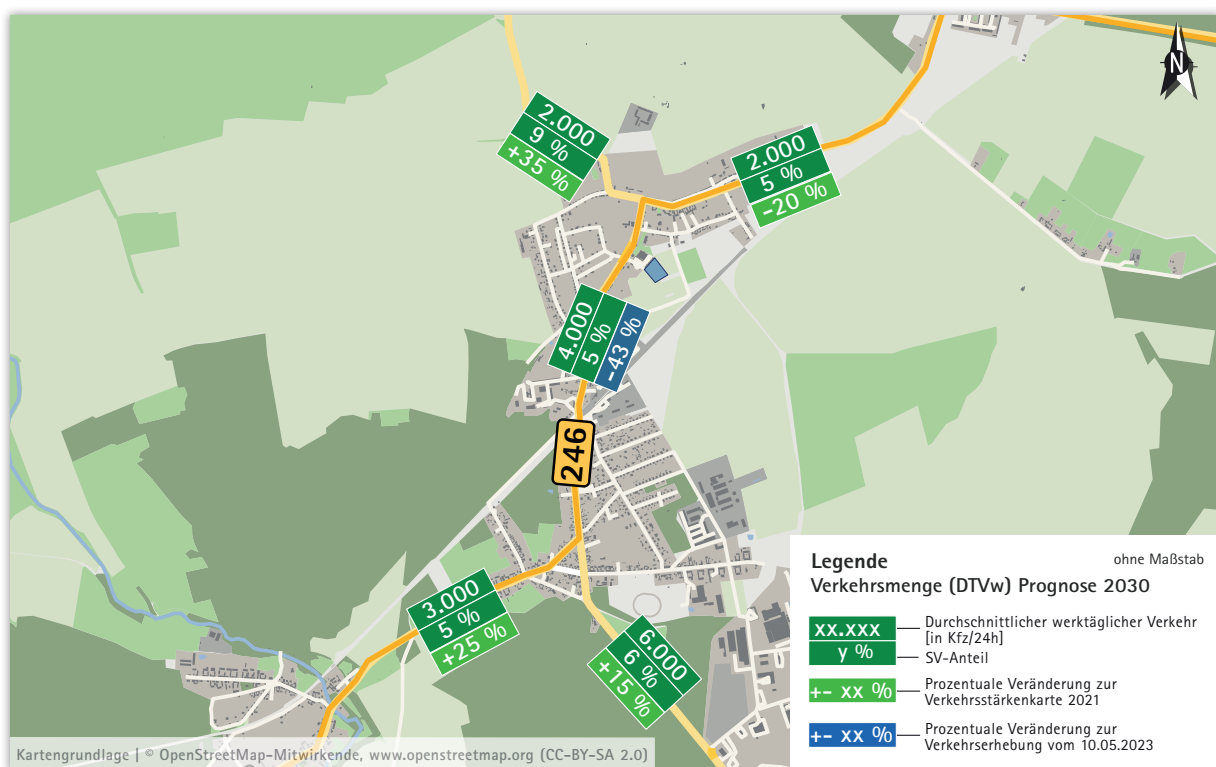 N
2.000
9 %
+35 %
2.000
5 %
-20 %
4.000
5 %
-43 %
246
3.000
5 %
+25 %
6.000
6 %
+15 %
Legende
ohne Maßstab
Verkehrsmenge (DTVw) Prognose 2030
xx.xxx
Durchschnittlicher werktäglicher Verkehr
[in Kfz/24h]
y %
SV-Anteil
+- xx %
Prozentuale Veränderung zur
Verkehrsstärkenkarte 2021
+- xx %
Prozentuale Veränderung zur
Verkehrserhebung vom 10.05.2023
Kartengrundlage | © OpenStreetMap-Mitwirkende, www.openstreetmap.org (CC-BY-SA 2.0)